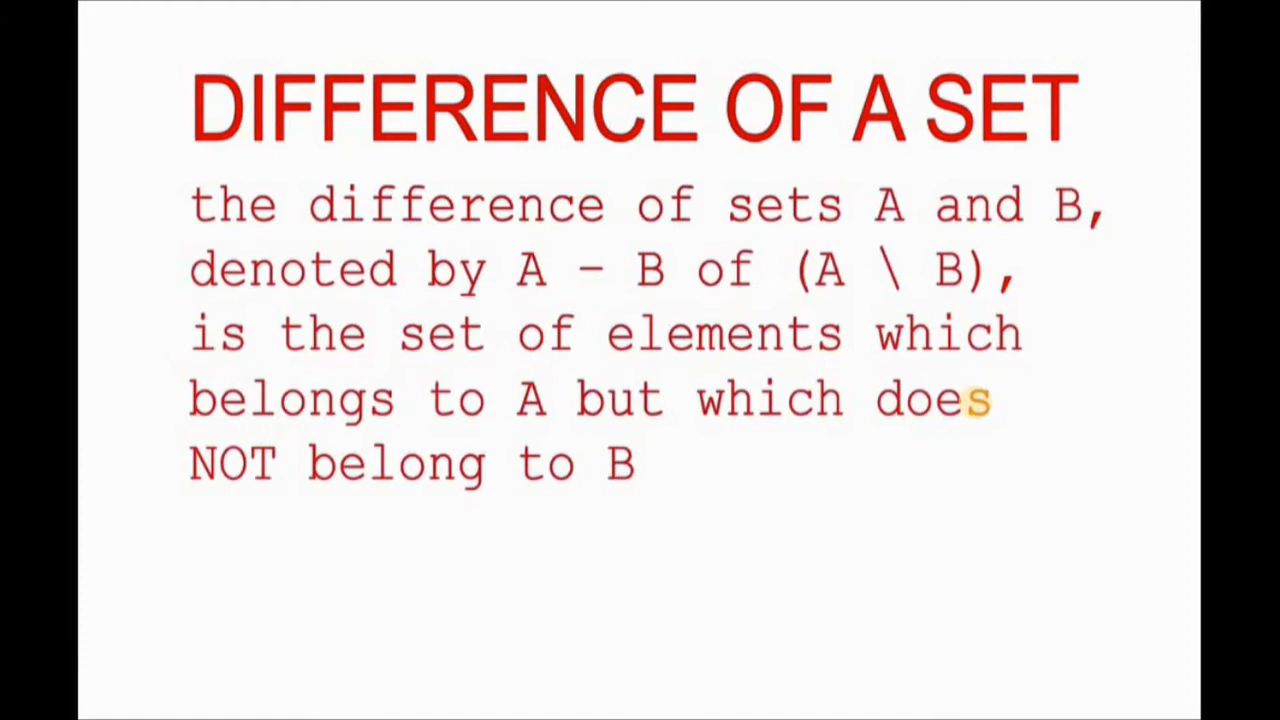 DIFFERENCE OF A SET
the difference of sets A and B,
denoted by A – B of (A \ B),
is the set of elements which
belongs to A but which does
NOT belong to B